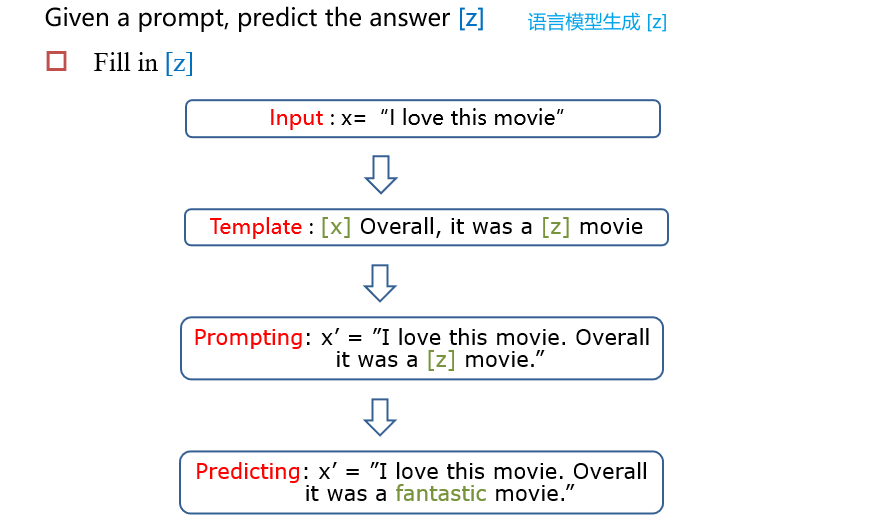 Given a prompt, predict the answer [z]
语言模型生成 [z]
Fill in [z]
Input : x= “I love this movie”
Template : [x] Overall, it was a [z] movie
Prompting: x’ = ”I love this movie. Overall
it was a [z] movie.”
Predicting: x’ = ”I love this movie. Overall
it was a fantastic movie.”